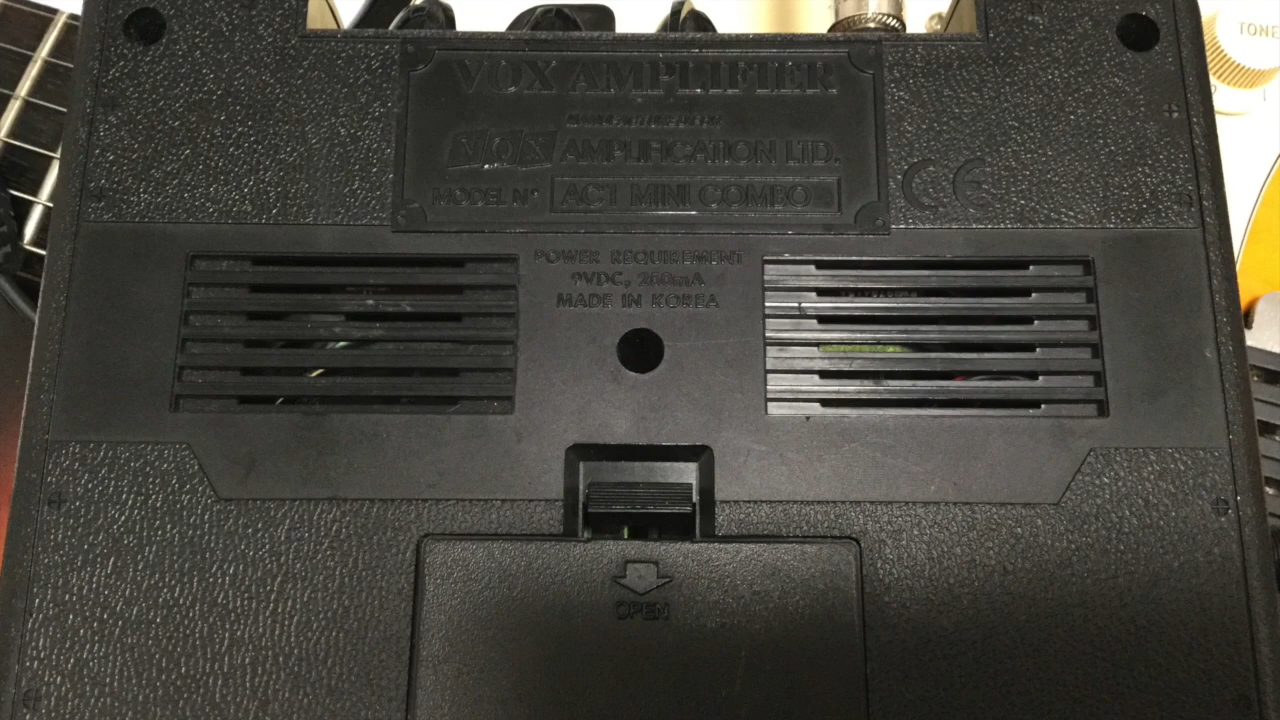 TONE
VOX AMPLIFIER
VOX AMPLIFICATION LTD.
MODEL Nº AC1 MINI COMBO
CE
POWER REQUIREMENT
9VDC, 250mA
MADE IN KOREA
OPEN